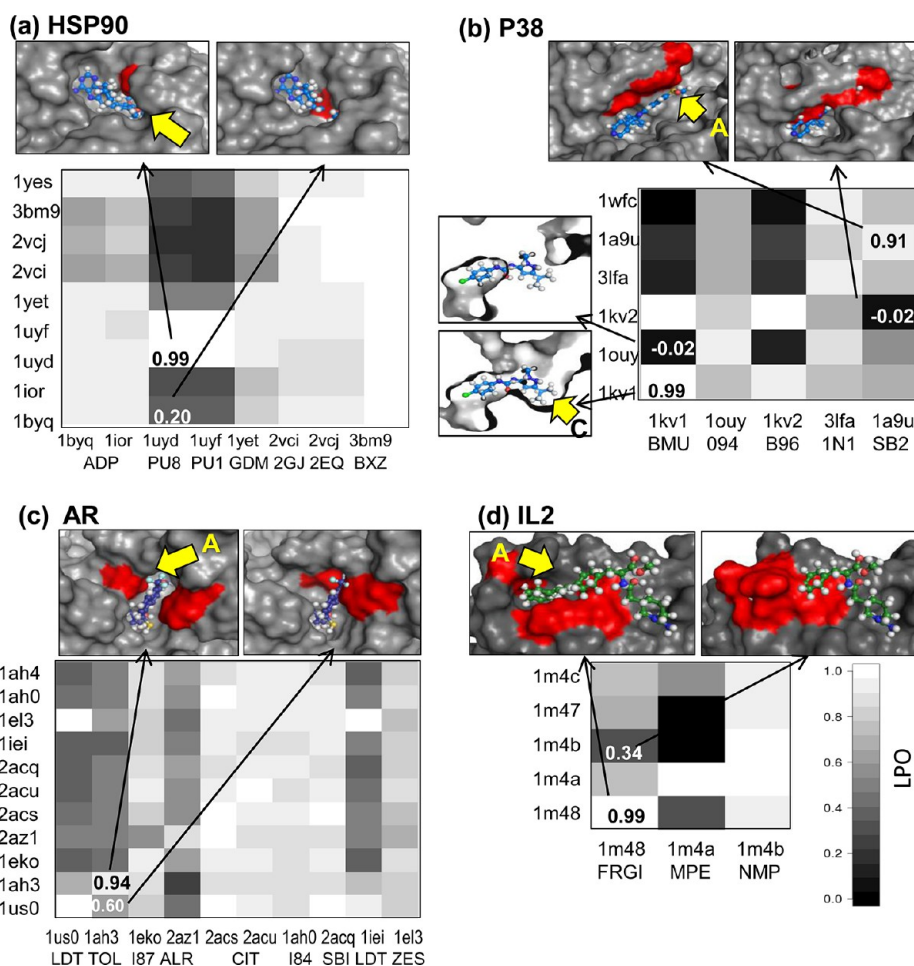 (a) HSP90
1yes
3bm9
2vcj
2vci
1yet
1uyf
1uyd
1ior
1byq
0.99
0.20
1byq 1ior 1uyd 1uyf 1yet 2vci 2vcj 3bm9
ADP PU8 PU1 GDM 2GJ 2EQ BXZ
(b) P38
A
C
1wfc
1a9u
3lfa
1kv2
1ouy
1kv1
0.91
-0.02
-0.02
0.99
1kv1 1ouy 1kv2 3lfa 1a9u
BMU 094 B96 1N1 SB2
(c) AR
A
1ah4
1ah0
1el3
1iei
2acq
2acu
2acs
2az1
1eko
1ah3
1us0
0.94
0.60
1us0 1ah3 1eko 2az1 2acs 2acu 1ah0 2acq 1iei 1el3
LDT TOL I87 ALR CIT I84 SBI LDT ZES
(d) IL2
A
1m4c
1m47
1m4b
1m4a
1m48
0.34
0.99
1m48 1m4a 1m4b
FRGI MPE NMP
1.0
0.8
0.6
0.4
0.2
0.0
LPO